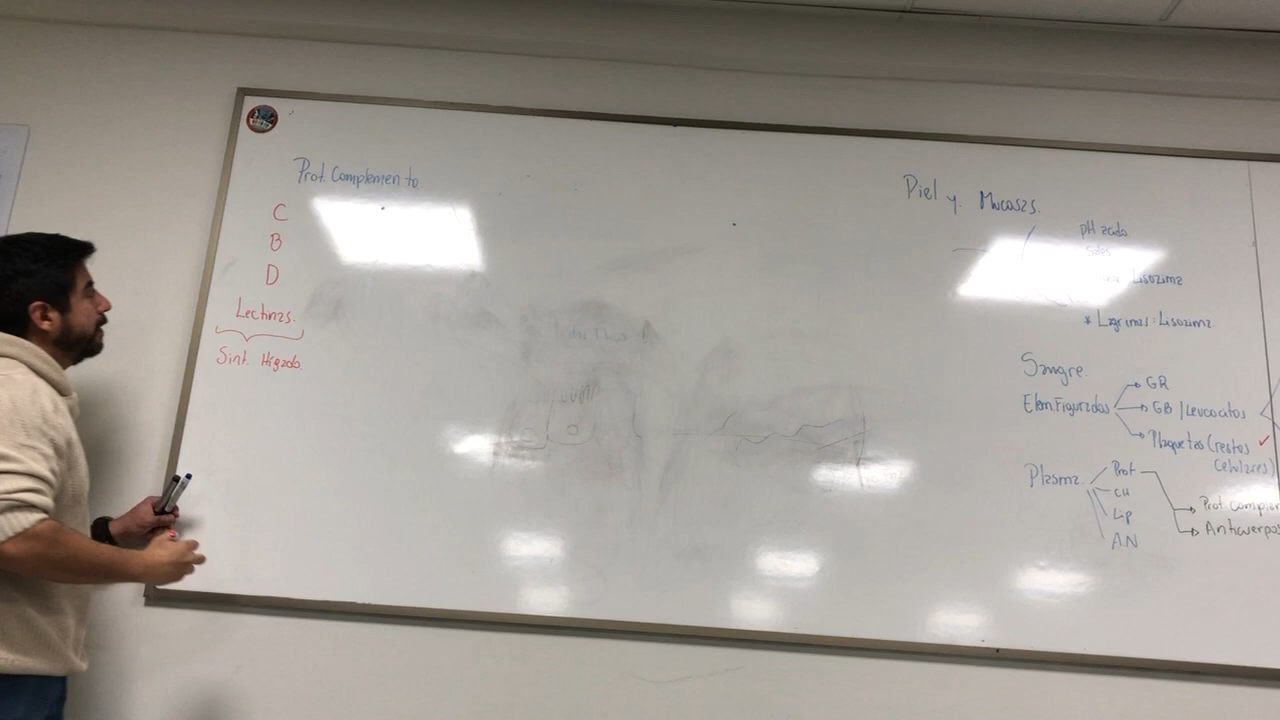 Prot. Complemento
C
B
D
Lectinas.
Sint. Hígado.
Piel y Mucosas.
pH acido
Sales
Lisozima
* Lagrimas: Lisozima
Sangre.
Elem. Figurados
GR
GB / Leucocitos
Plaquetas (restos
Celulares)
Plasma.
Prot
CH
Lip
A.N
Prot complem
Anticuerpos